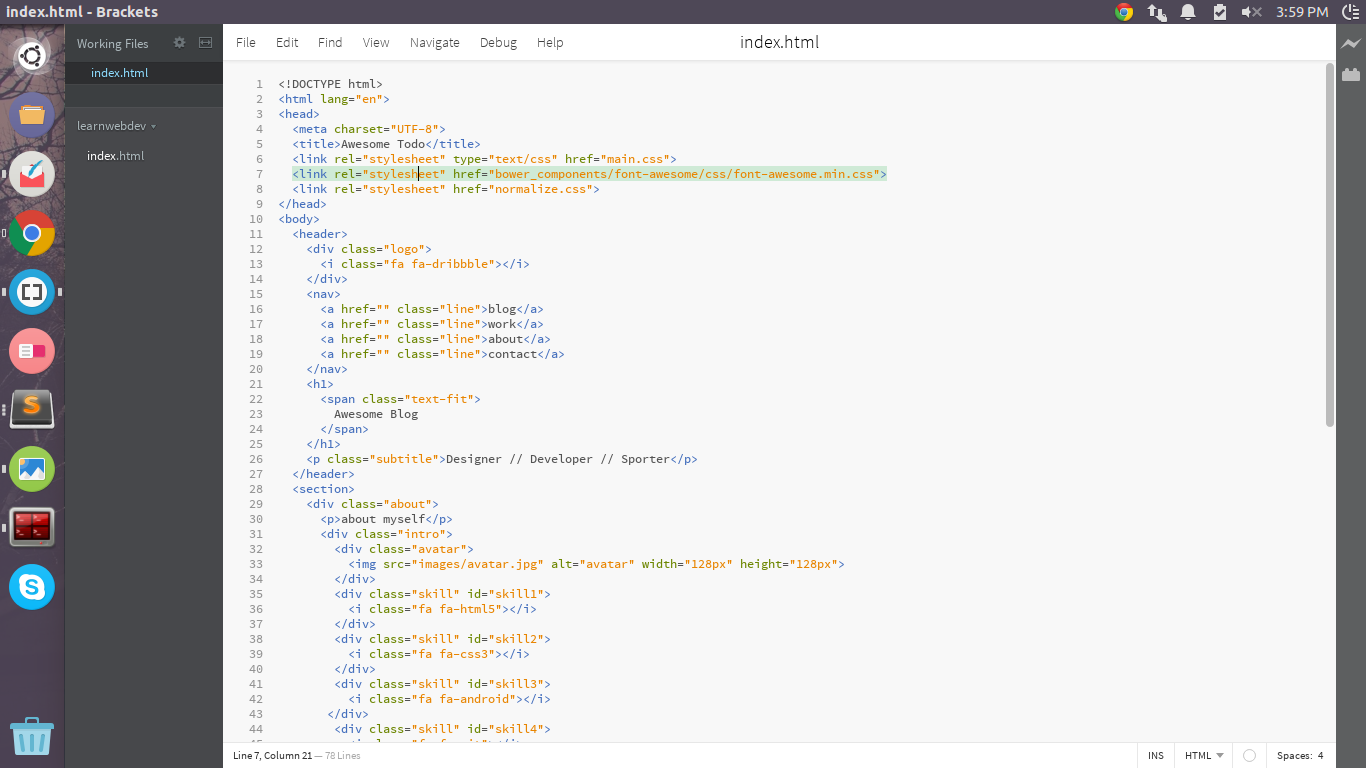 index.html - Brackets
3:59 PM
Working Files
index.html
learnwebdev
index.html
File Edit Find View Navigate Debug Help
index.html
1 <!DOCTYPE html>
2 <html lang="en">
3 <head>
4 <meta charset="UTF-8">
5 <title>Awesome Todo</title>
6 <link rel="stylesheet" type="text/css" href="main.css">
7 <link rel="stylesheet" href="bower_components/font-awesome/css/font-awesome.min.css">
8 <link rel="stylesheet" href="normalize.css">
9 </head>
10 <body>
11 <header>
12 <div class="logo">
13 <i class="fa fa-dribbble"></i>
14 </div>
15 <nav>
16 <a href="" class="line">blog</a>
17 <a href="" class="line">work</a>
18 <a href="" class="line">about</a>
19 <a href="" class="line">contact</a>
20 </nav>
21 <h1>
22 <span class="text-fit">
23 Awesome Blog
24 </span>
25 </h1>
26 <p class="subtitle">Designer // Developer // Sporter</p>
27 </header>
28 <section>
29 <div class="about">
30 <p>about myself</p>
31 <div class="intro">
32 <div class="avatar">
33 <img src="images/avatar.jpg" alt="avatar" width="128px" height="128px">
34 </div>
35 <div class="skill" id="skill1">
36 <i class="fa fa-html5"></i>
37 </div>
38 <div class="skill" id="skill2">
39 <i class="fa fa-css3"></i>
40 </div>
41 <div class="skill" id="skill3">
42 <i class="fa fa-android"></i>
43 </div>
44 <div class="skill" id="skill4">
Line 7, Column 21 — 78 Lines
INS HTML Spaces: 4